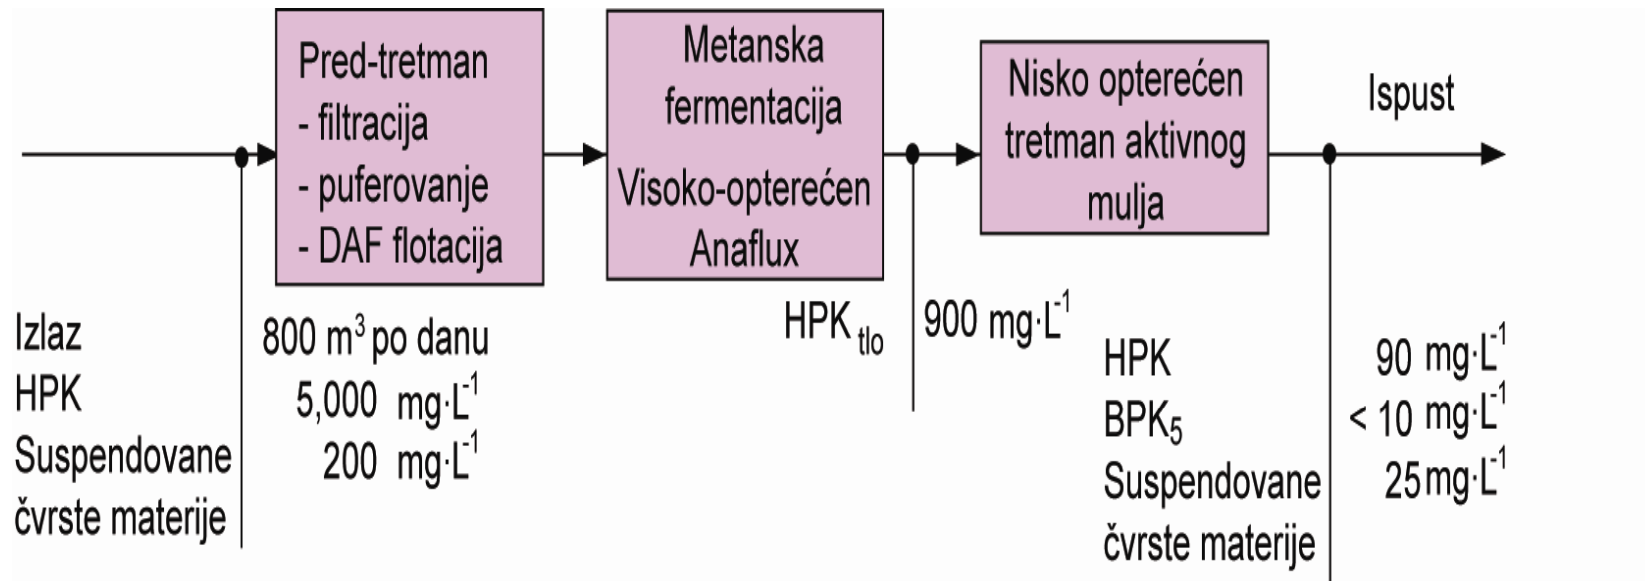 Pred-tretman
- filtracija
- puferovanje
- DAF flotacija
Metanska
fermentacija
Visoko-opterećen
Anaflux
Nisko opterećen
tretman aktivnog
mulja
Ispust
Izlaz 800 m³ po danu
HPK 5,000 mg·L⁻¹
Suspendovane 200 mg·L⁻¹
čvrste materije
HPK tlo 900 mg·L⁻¹
HPK 90 mg·L⁻¹
BPK₅ < 10 mg·L⁻¹
Suspendovane 25 mg·L⁻¹
čvrste materije